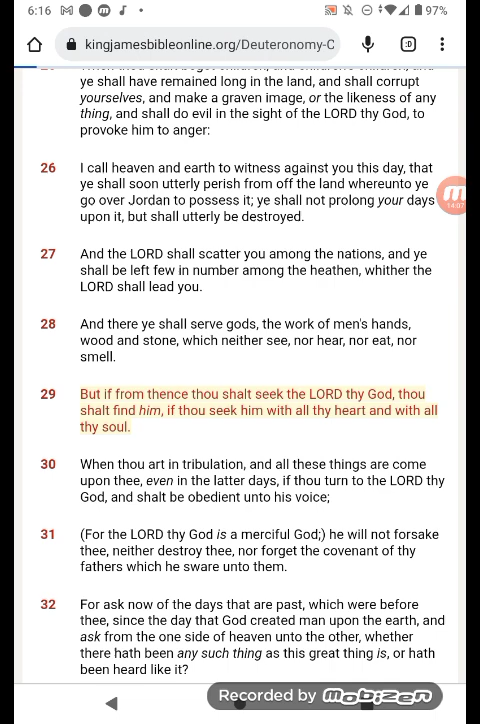 6:16
97%
kingjamesbibleonline.org/Deuteronomy-C
:D
ye shall have remained long in the land, and shall corrupt
yourselves, and make a graven image, or the likeness of any
thing, and shall do evil in the sight of the LORD thy God, to
provoke him to anger:
26 I call heaven and earth to witness against you this day, that
ye shall soon utterly perish from off the land whereunto ye
go over Jordan to possess it; ye shall not prolong your days
upon it, but shall utterly be destroyed.
14:07
27 And the LORD shall scatter you among the nations, and ye
shall be left few in number among the heathen, whither the
LORD shall lead you.
28 And there ye shall serve gods, the work of men's hands,
wood and stone, which neither see, nor hear, nor eat, nor
smell.
29 But if from thence thou shalt seek the LORD thy God, thou
shalt find him, if thou seek him with all thy heart and with all
thy soul.
30 When thou art in tribulation, and all these things are come
upon thee, even in the latter days, if thou turn to the LORD thy
God, and shalt be obedient unto his voice;
31 (For the LORD thy God is a merciful God;) he will not forsake
thee, neither destroy thee, nor forget the covenant of thy
fathers which he sware unto them.
32 For ask now of the days that are past, which were before
thee, since the day that God created man upon the earth, and
ask from the one side of heaven unto the other, whether
there hath been any such thing as this great thing is, or hath
been heard like it?
Recorded by mobizen